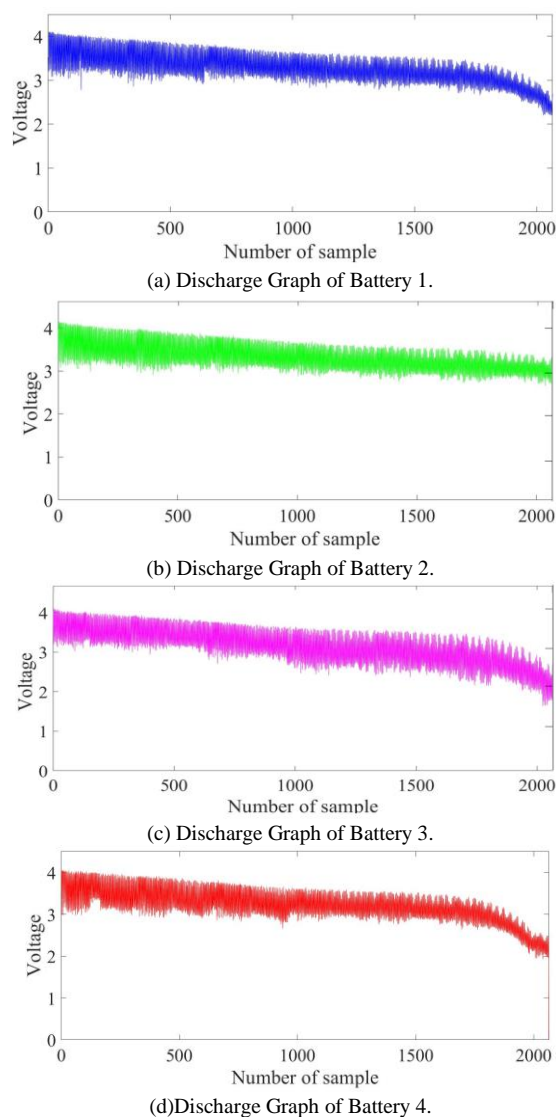 4
3
2
1
0
Voltage
0 500 1000 1500 2000
Number of sample
(a) Discharge Graph of Battery 1.
4
3
2
1
0
Voltage
0 500 1000 1500 2000
Number of sample
(b) Discharge Graph of Battery 2.
4
3
2
1
0
Voltage
0 500 1000 1500 2000
Number of sample
(c) Discharge Graph of Battery 3.
4
3
2
1
0
Voltage
0 500 1000 1500 2000
Number of sample
(d)Discharge Graph of Battery 4.